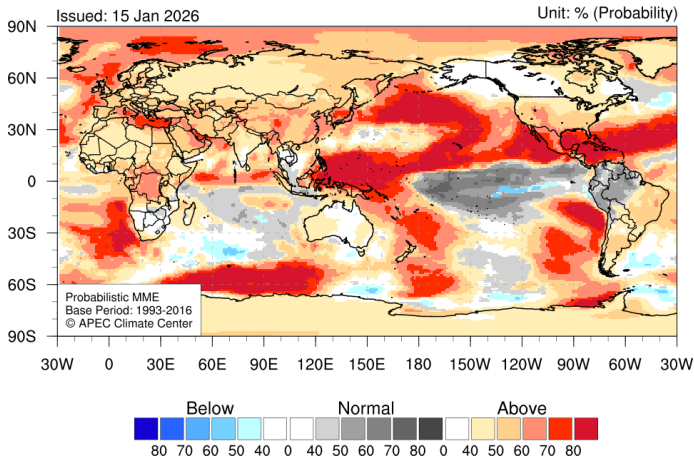 Issued: 15 Jan 2026
Unit: % (Probability)
90N
60N
30N
0
30S
60S
90S
Probabilistic MME
Base Period: 1993-2016
© APEC Climate Center
30W 0 30E 60E 90E 120E 150E 180 150W 120W 90W 60W 30W
Below Normal Above
80 70 60 50 40 0 40 50 60 70 80 0 40 50 60 70 80